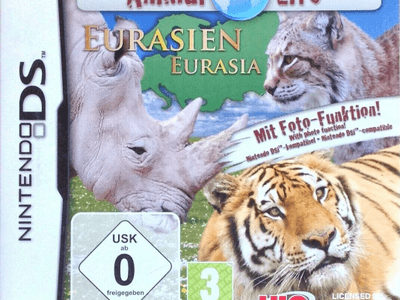 Animal Life
EURASIEN
EURASIA
Mit Foto-Funktion!
With photo function!
Nintendo DSi™-kompatibel • Nintendo DSi™-compatible
NINTENDO DS™
USK
ab
0
freigegeben
3
LICENSED